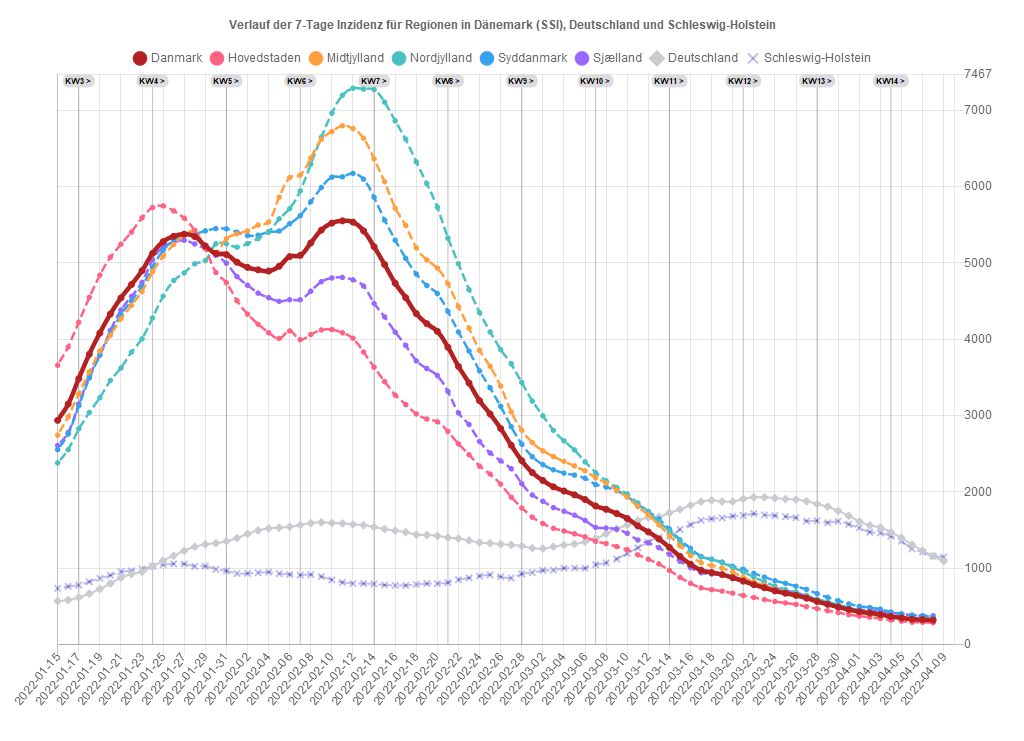 Verlauf der 7-Tage Inzidenz für Regionen in Dänemark (SSI), Deutschland und Schleswig-Holstein
Danmark Hovedstaden Midtjylland Nordjylland Syddanmark Sjælland Deutschland Schleswig-Holstein
KW3 > KW4 > KW5 > KW6 > KW7 > KW8 > KW9 > KW10 > KW11 > KW12 > KW13 > KW14 >
7467
7000
6000
5000
4000
3000
2000
1000
0
2022-01-15 2022-01-17 2022-01-19 2022-01-21 2022-01-23 2022-01-25 2022-01-27 2022-01-29 2022-01-31 2022-02-02 2022-02-04 2022-02-06 2022-02-08 2022-02-10 2022-02-12 2022-02-14 2022-02-16 2022-02-18 2022-02-20 2022-02-22 2022-02-24 2022-02-26 2022-02-28 2022-03-02 2022-03-04 2022-03-06 2022-03-08 2022-03-10 2022-03-12 2022-03-14 2022-03-16 2022-03-18 2022-03-20 2022-03-22 2022-03-24 2022-03-26 2022-03-28 2022-03-30 2022-04-01 2022-04-03 2022-04-05 2022-04-07 2022-04-09